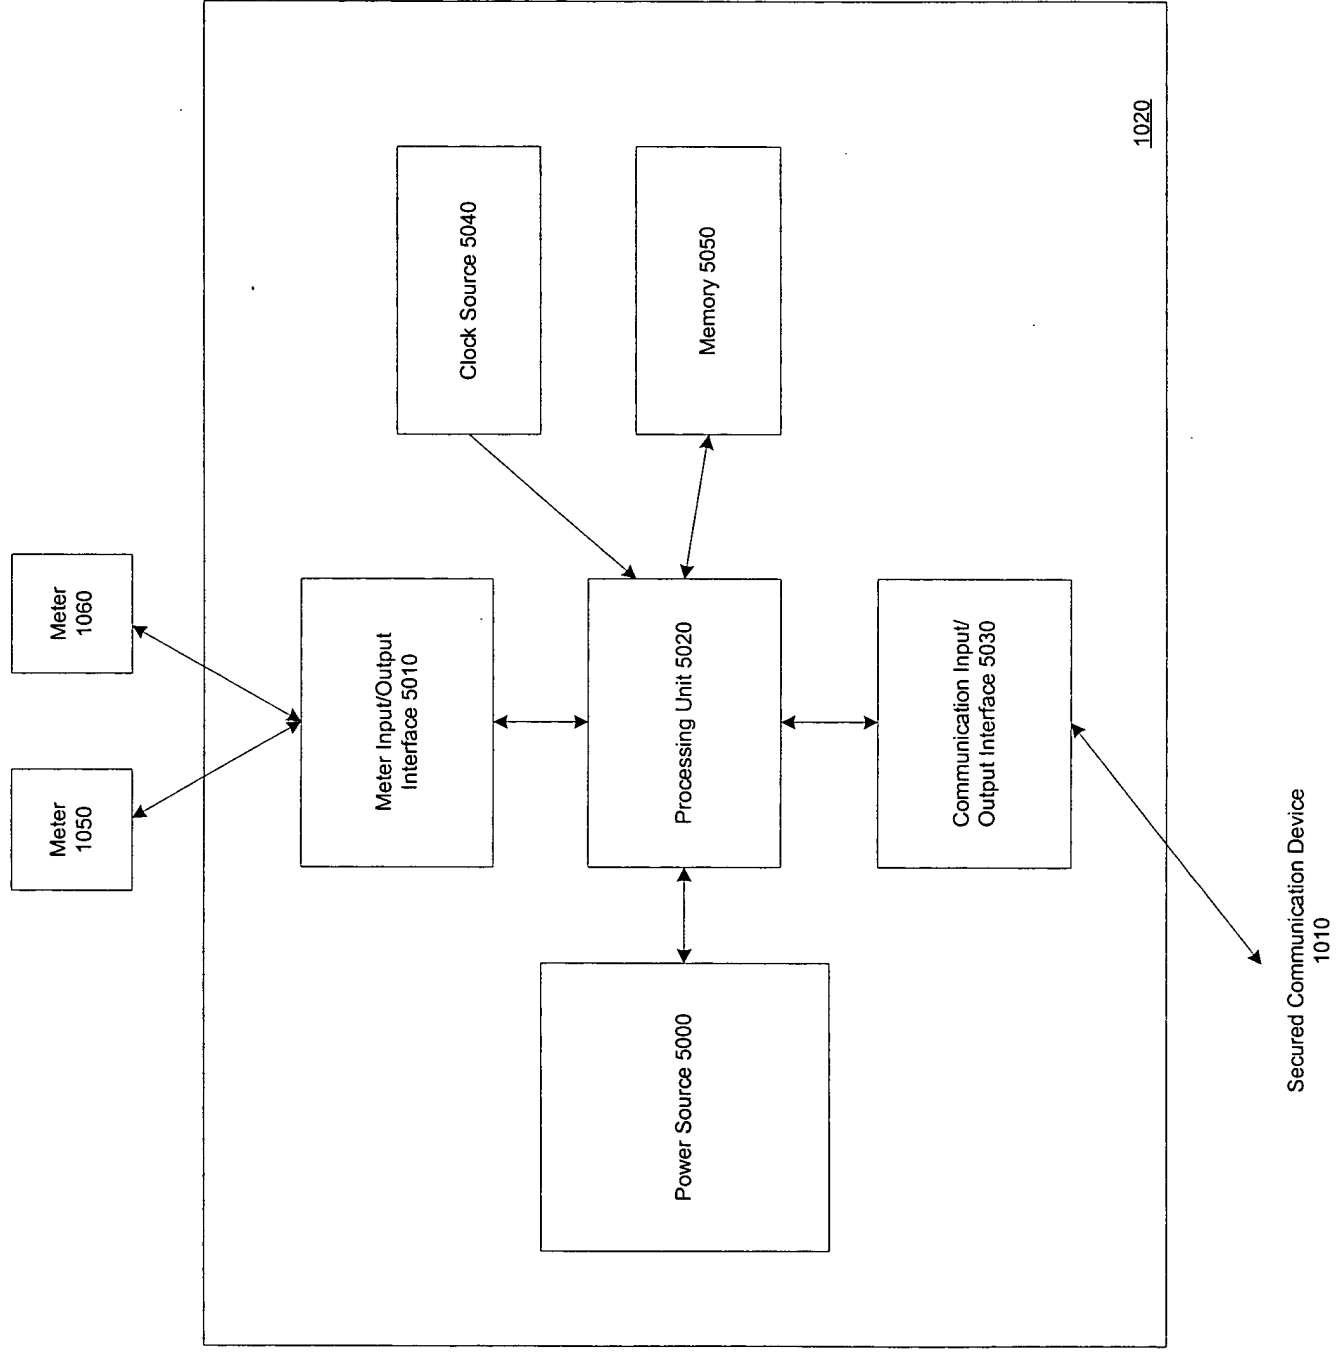 Meter
1050
Meter
1060
Meter Input/Output
Interface 5010
Clock Source 5040
Power Source 5000
Processing Unit 5020
Memory 5050
Communication Input/
Output Interface 5030
1020
Secured Communication Device
1010